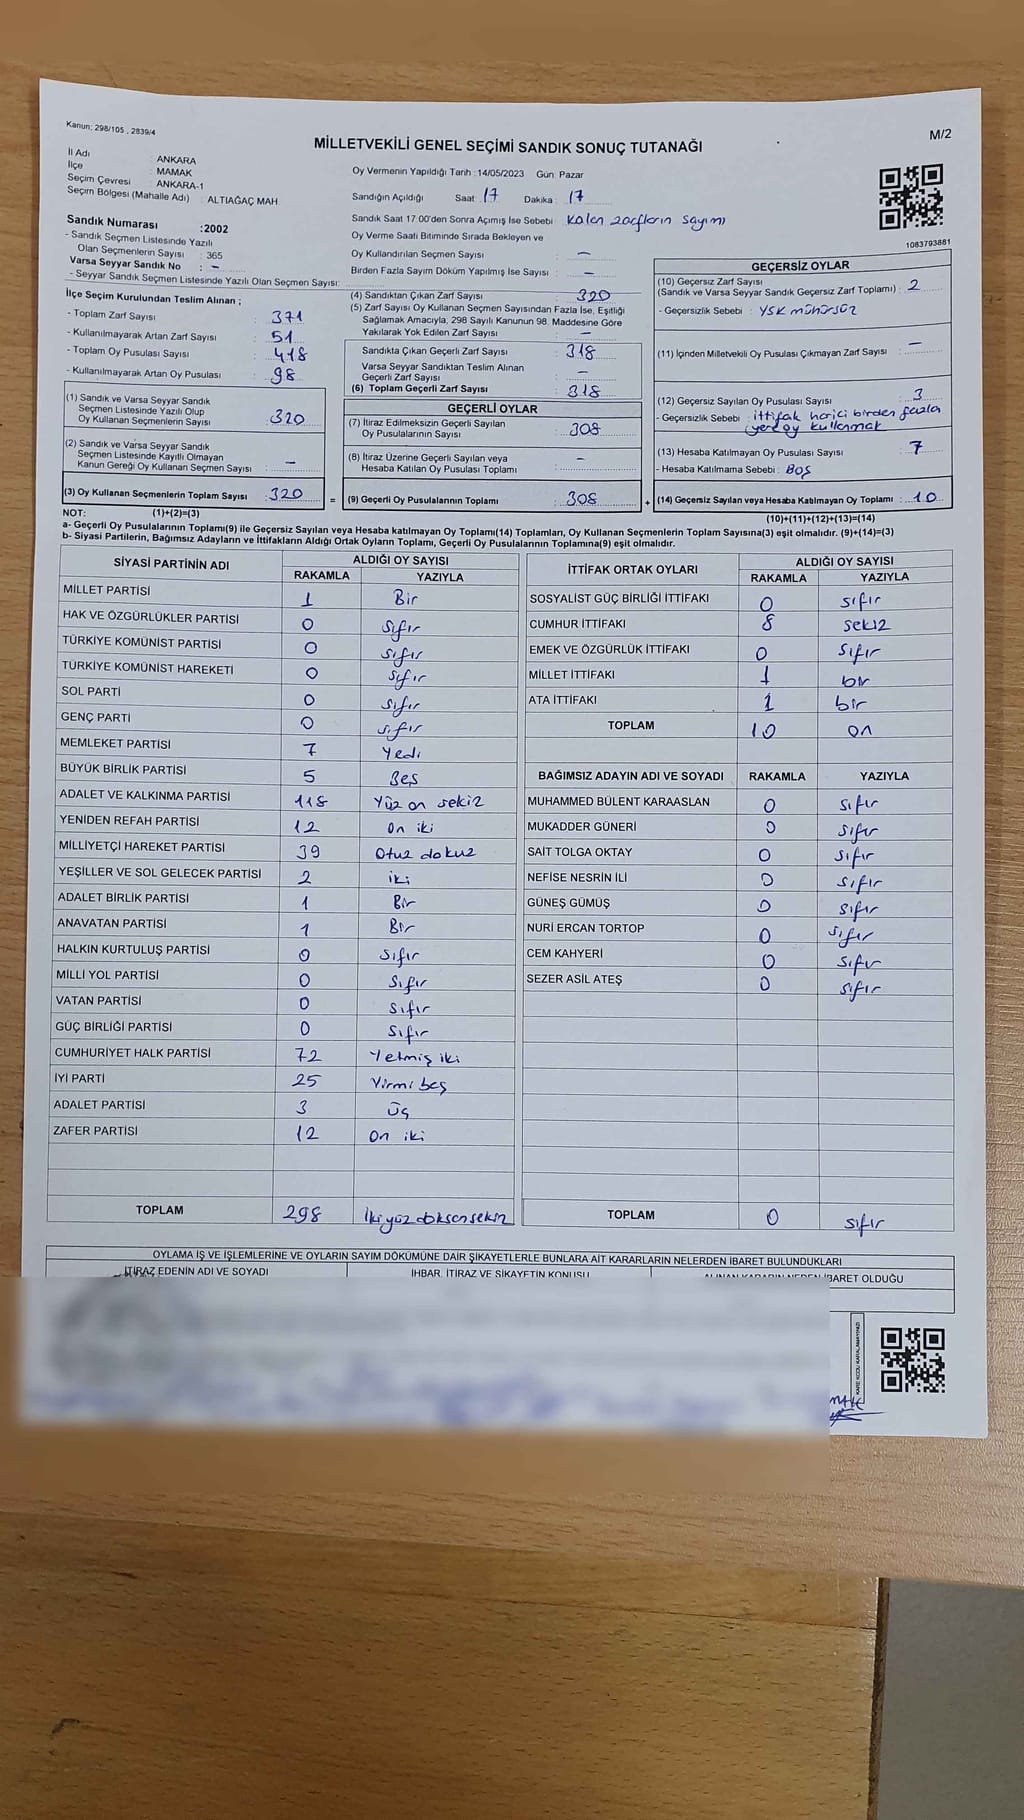 Kanun; 298/105 , 2839/4
M/2
MİLLETVEKİLİ GENEL SEÇİMİ SANDIK SONUÇ TUTANAĞI
İl Adı : ANKARA
İlçe : MAMAK
Seçim Çevresi : ANKARA-1
Seçim Bölgesi (Mahalle Adı) : ALTIAĞAÇ MAH.
Sandık Numarası :2002
- Sandık Seçmen Listesinde Yazılı
Olan Seçmenlerin Sayısı : 365
Varsa Seyyar Sandık No : -
- Seyyar Sandık Seçmen Listesinde Yazılı Olan Seçmen Sayısı:
Oy Vermenin Yapıldığı Tarih :14/05/2023 Gün: Pazar
Sandığın Açıldığı Saat : 17 Dakika : 17
Sandık Saat 17:00'den Sonra Açımış İse Sebebi : Kalan zarfların sayımı
Oy Verme Saati Bitiminde Sırada Bekleyen ve
Oy Kullandırılan Seçmen Sayısı : -
Birden Fazla Sayım Döküm Yapılmış İse Sayısı : -
1083793881
İlçe Seçim Kurulundan Teslim Alınan ;
- Toplam Zarf Sayısı : 371
- Kullanılmayarak Artan Zarf Sayısı : 51
- Toplam Oy Pusulası Sayısı : 418
- Kullanılmayarak Artan Oy Pusulası : 98
(1) Sandık ve Varsa Seyyar Sandık
Seçmen Listesinde Yazılı Olup
Oy Kullanan Seçmenlerin Sayısı : 320
(2) Sandık ve Varsa Seyyar Sandık
Seçmen Listesinde Kayıtlı Olmayan
Kanun Gereği Oy Kullanan Seçmen Sayısı : -
(3) Oy Kullanan Seçmenlerin Toplam Sayısı : 320 =
(4) Sandıktan Çıkan Zarf Sayısı : 320
(5) Zarf Sayısı Oy Kullanan Seçmen Sayısından Fazla İse, Eşitliği
Sağlamak Amacıyla, 298 Sayılı Kanunun 98. Maddesine Göre
Yakılarak Yok Edilen Zarf Sayısı : -
Sandıkta Çıkan Geçerli Zarf Sayısı : 318
Varsa Seyyar Sandıktan Teslim Alınan
Geçerli Zarf Sayısı : -
(6) Toplam Geçerli Zarf Sayısı : 318
GEÇERLİ OYLAR
(7) İtiraz Edilmeksizin Geçerli Sayılan
Oy Pusulalarının Sayısı : 308
(8) İtiraz Üzerine Geçerli Sayılan veya
Hesaba Katılan Oy Pusulası Toplamı : -
(9) Geçerli Oy Pusulalarının Toplamı : 308 +
GEÇERSİZ OYLAR
(10) Geçersiz Zarf Sayısı
(Sandık ve Varsa Seyyar Sandık Geçersiz Zarf Toplamı) : 2
- Geçersizlik Sebebi : YSK mühürsüz
(11) İçinden Milletvekili Oy Pusulası Çıkmayan Zarf Sayısı : -
(12) Geçersiz Sayılan Oy Pusulası Sayısı : 3
- Geçersizlik Sebebi : ittifak harici birden fazla
yere oy kullanmak
(13) Hesaba Katılmayan Oy Pusulası Sayısı : 7
- Hesaba Katılmama Sebebi : Boş
(14) Geçersiz Sayılan veya Hesaba Katılmayan Oy Toplamı : 10
NOT: (1)+(2)=(3)
(10)+(11)+(12)+(13)=(14)
a- Geçerli Oy Pusulalarının Toplamı(9) ile Geçersiz Sayılan veya Hesaba katılmayan Oy Toplamı(14) Toplamları, Oy Kullanan Seçmenlerin Toplam Sayısına(3) eşit olmalıdır. (9)+(14)=(3)
b- Siyasi Partilerin, Bağımsız Adayların ve İttifakların Aldığı Ortak Oyların Toplamı, Geçerli Oy Pusulalarının Toplamına(9) eşit olmalıdır.
SİYASİ PARTİNİN ADI ALDIĞI OY SAYISI
RAKAMLA YAZIYLA
MİLLET PARTİSİ 1 Bir
HAK VE ÖZGÜRLÜKLER PARTİSİ 0 Sıfır
TÜRKİYE KOMÜNİST PARTİSİ 0 Sıfır
TÜRKİYE KOMÜNİST HAREKETİ 0 Sıfır
SOL PARTİ 0 Sıfır
GENÇ PARTİ 0 Sıfır
MEMLEKET PARTİSİ 7 Yedi
BÜYÜK BİRLİK PARTİSİ 5 Beş
ADALET VE KALKINMA PARTİSİ 118 Yüz on sekiz
YENİDEN REFAH PARTİSİ 12 On iki
MİLLİYETÇİ HAREKET PARTİSİ 39 Otuz dokuz
YEŞİLLER VE SOL GELECEK PARTİSİ 2 iki
ADALET BİRLİK PARTİSİ 1 Bir
ANAVATAN PARTİSİ 1 Bir
HALKIN KURTULUŞ PARTİSİ 0 Sıfır
MİLLİ YOL PARTİSİ 0 Sıfır
VATAN PARTİSİ 0 Sıfır
GÜÇ BİRLİĞİ PARTİSİ 0 Sıfır
CUMHURİYET HALK PARTİSİ 72 Yetmiş iki
İYİ PARTİ 25 Yirmi beş
ADALET PARTİSİ 3 Üç
ZAFER PARTİSİ 12 On iki
TOPLAM 298 İki yüz doksan sekiz
İTTİFAK ORTAK OYLARI ALDIĞI OY SAYISI
RAKAMLA YAZIYLA
SOSYALİST GÜÇ BİRLİĞİ İTTİFAKI 0 sıfır
CUMHUR İTTİFAKI 8 sekiz
EMEK VE ÖZGÜRLÜK İTTİFAKI 0 Sıfır
MİLLET İTTİFAKI 1 bir
ATA İTTİFAKI 1 bir
TOPLAM 10 on
BAĞIMSIZ ADAYIN ADI VE SOYADI RAKAMLA YAZIYLA
MUHAMMED BÜLENT KARAASLAN 0 sıfır
MUKADDER GÜNERİ 0 sıfır
SAİT TOLGA OKTAY 0 sıfır
NEFİSE NESRİN İLİ 0 sıfır
GÜNEŞ GÜMÜŞ 0 sıfır
NURİ ERCAN TORTOP 0 sıfır
CEM KAHYERİ 0 sıfır
SEZER ASİL ATEŞ 0 sıfır
TOPLAM 0 sıfır
OYLAMA İŞ VE İŞLEMLERİNE VE OYLARIN SAYIM DÖKÜMÜNE DAİR ŞİKAYETLERLE BUNLARA AİT KARARLARIN NELERDEN İBARET BULUNDUKLARI
İTİRAZ EDENİN ADI VE SOYADI İHBAR, İTİRAZ VE ŞİKAYETİN KONUSU ALINAN KARARIN NEDEN İBARET OLDUĞU
KARE KODU KARALAMAYINIZ!